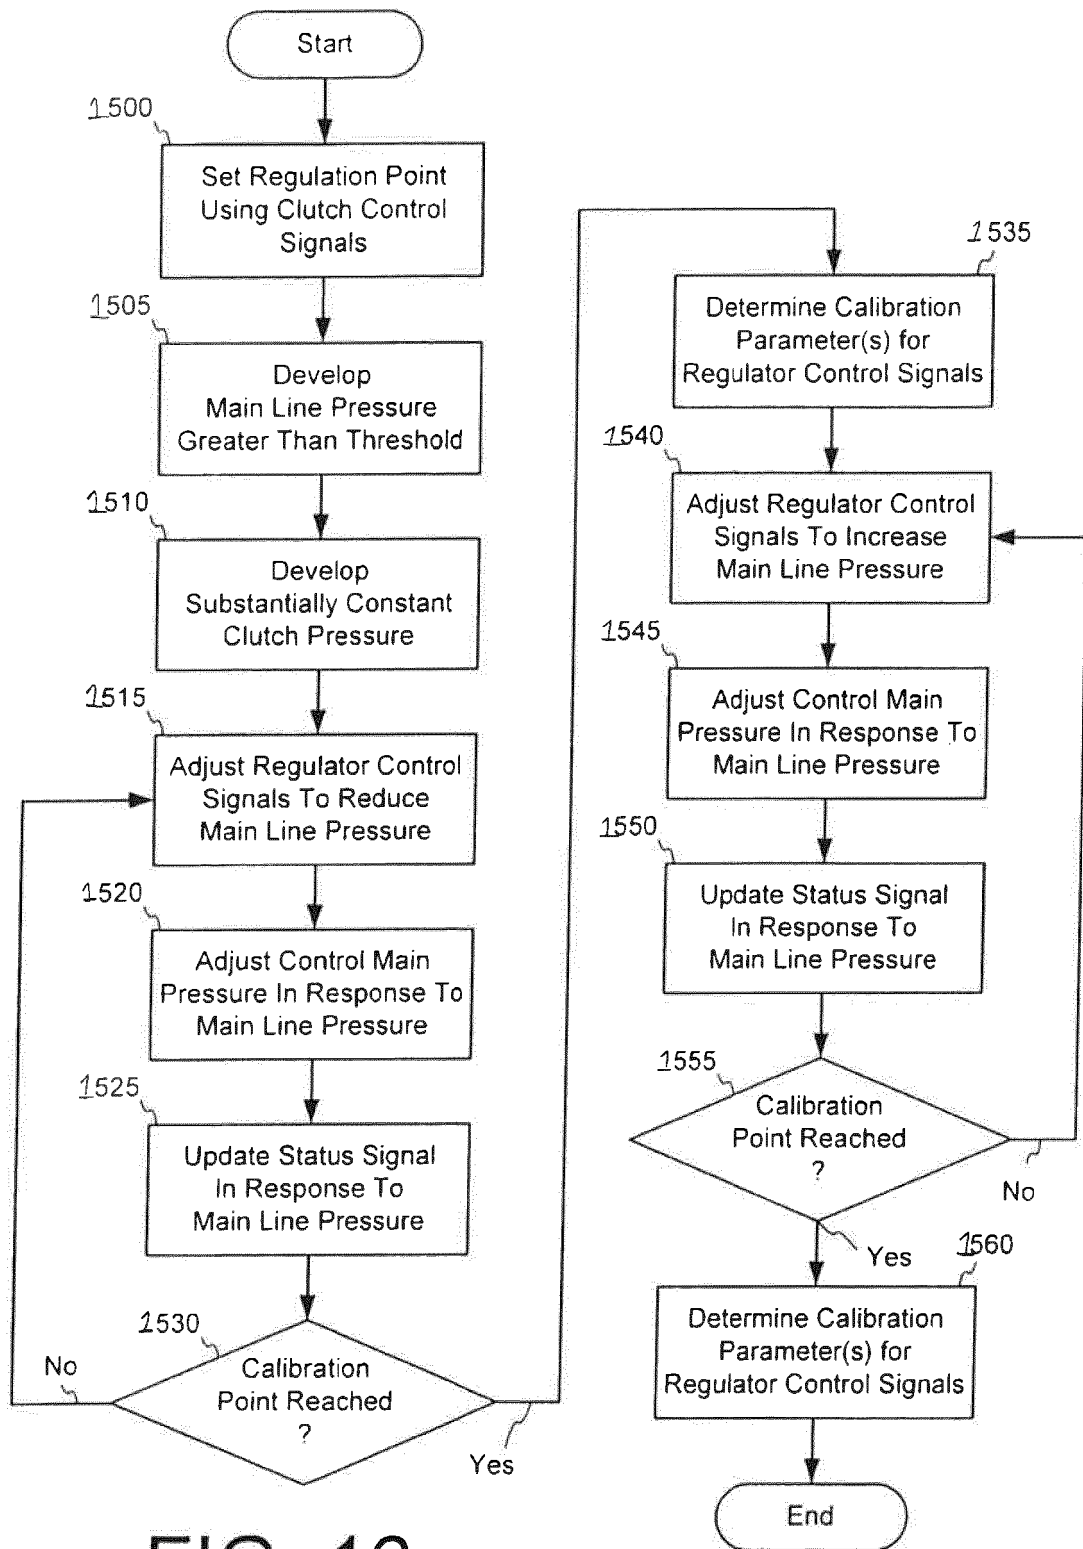 Start
1500
Set Regulation Point
Using Clutch Control
Signals
1505
Develop
Main Line Pressure
Greater Than Threshold
1510
Develop
Substantially Constant
Clutch Pressure
1515
Adjust Regulator Control
Signals To Reduce
Main Line Pressure
1520
Adjust Control Main
Pressure In Response To
Main Line Pressure
1525
Update Status Signal
In Response To
Main Line Pressure
1530
No
Calibration
Point Reached
?
Yes
1535
Determine Calibration
Parameter(s) for
Regulator Control Signals
1540
Adjust Regulator Control
Signals To Increase
Main Line Pressure
1545
Adjust Control Main
Pressure In Response To
Main Line Pressure
1550
Update Status Signal
In Response To
Main Line Pressure
1555
Calibration
Point Reached
?
No
Yes
1560
Determine Calibration
Parameter(s) for
Regulator Control Signals
End
FIG.